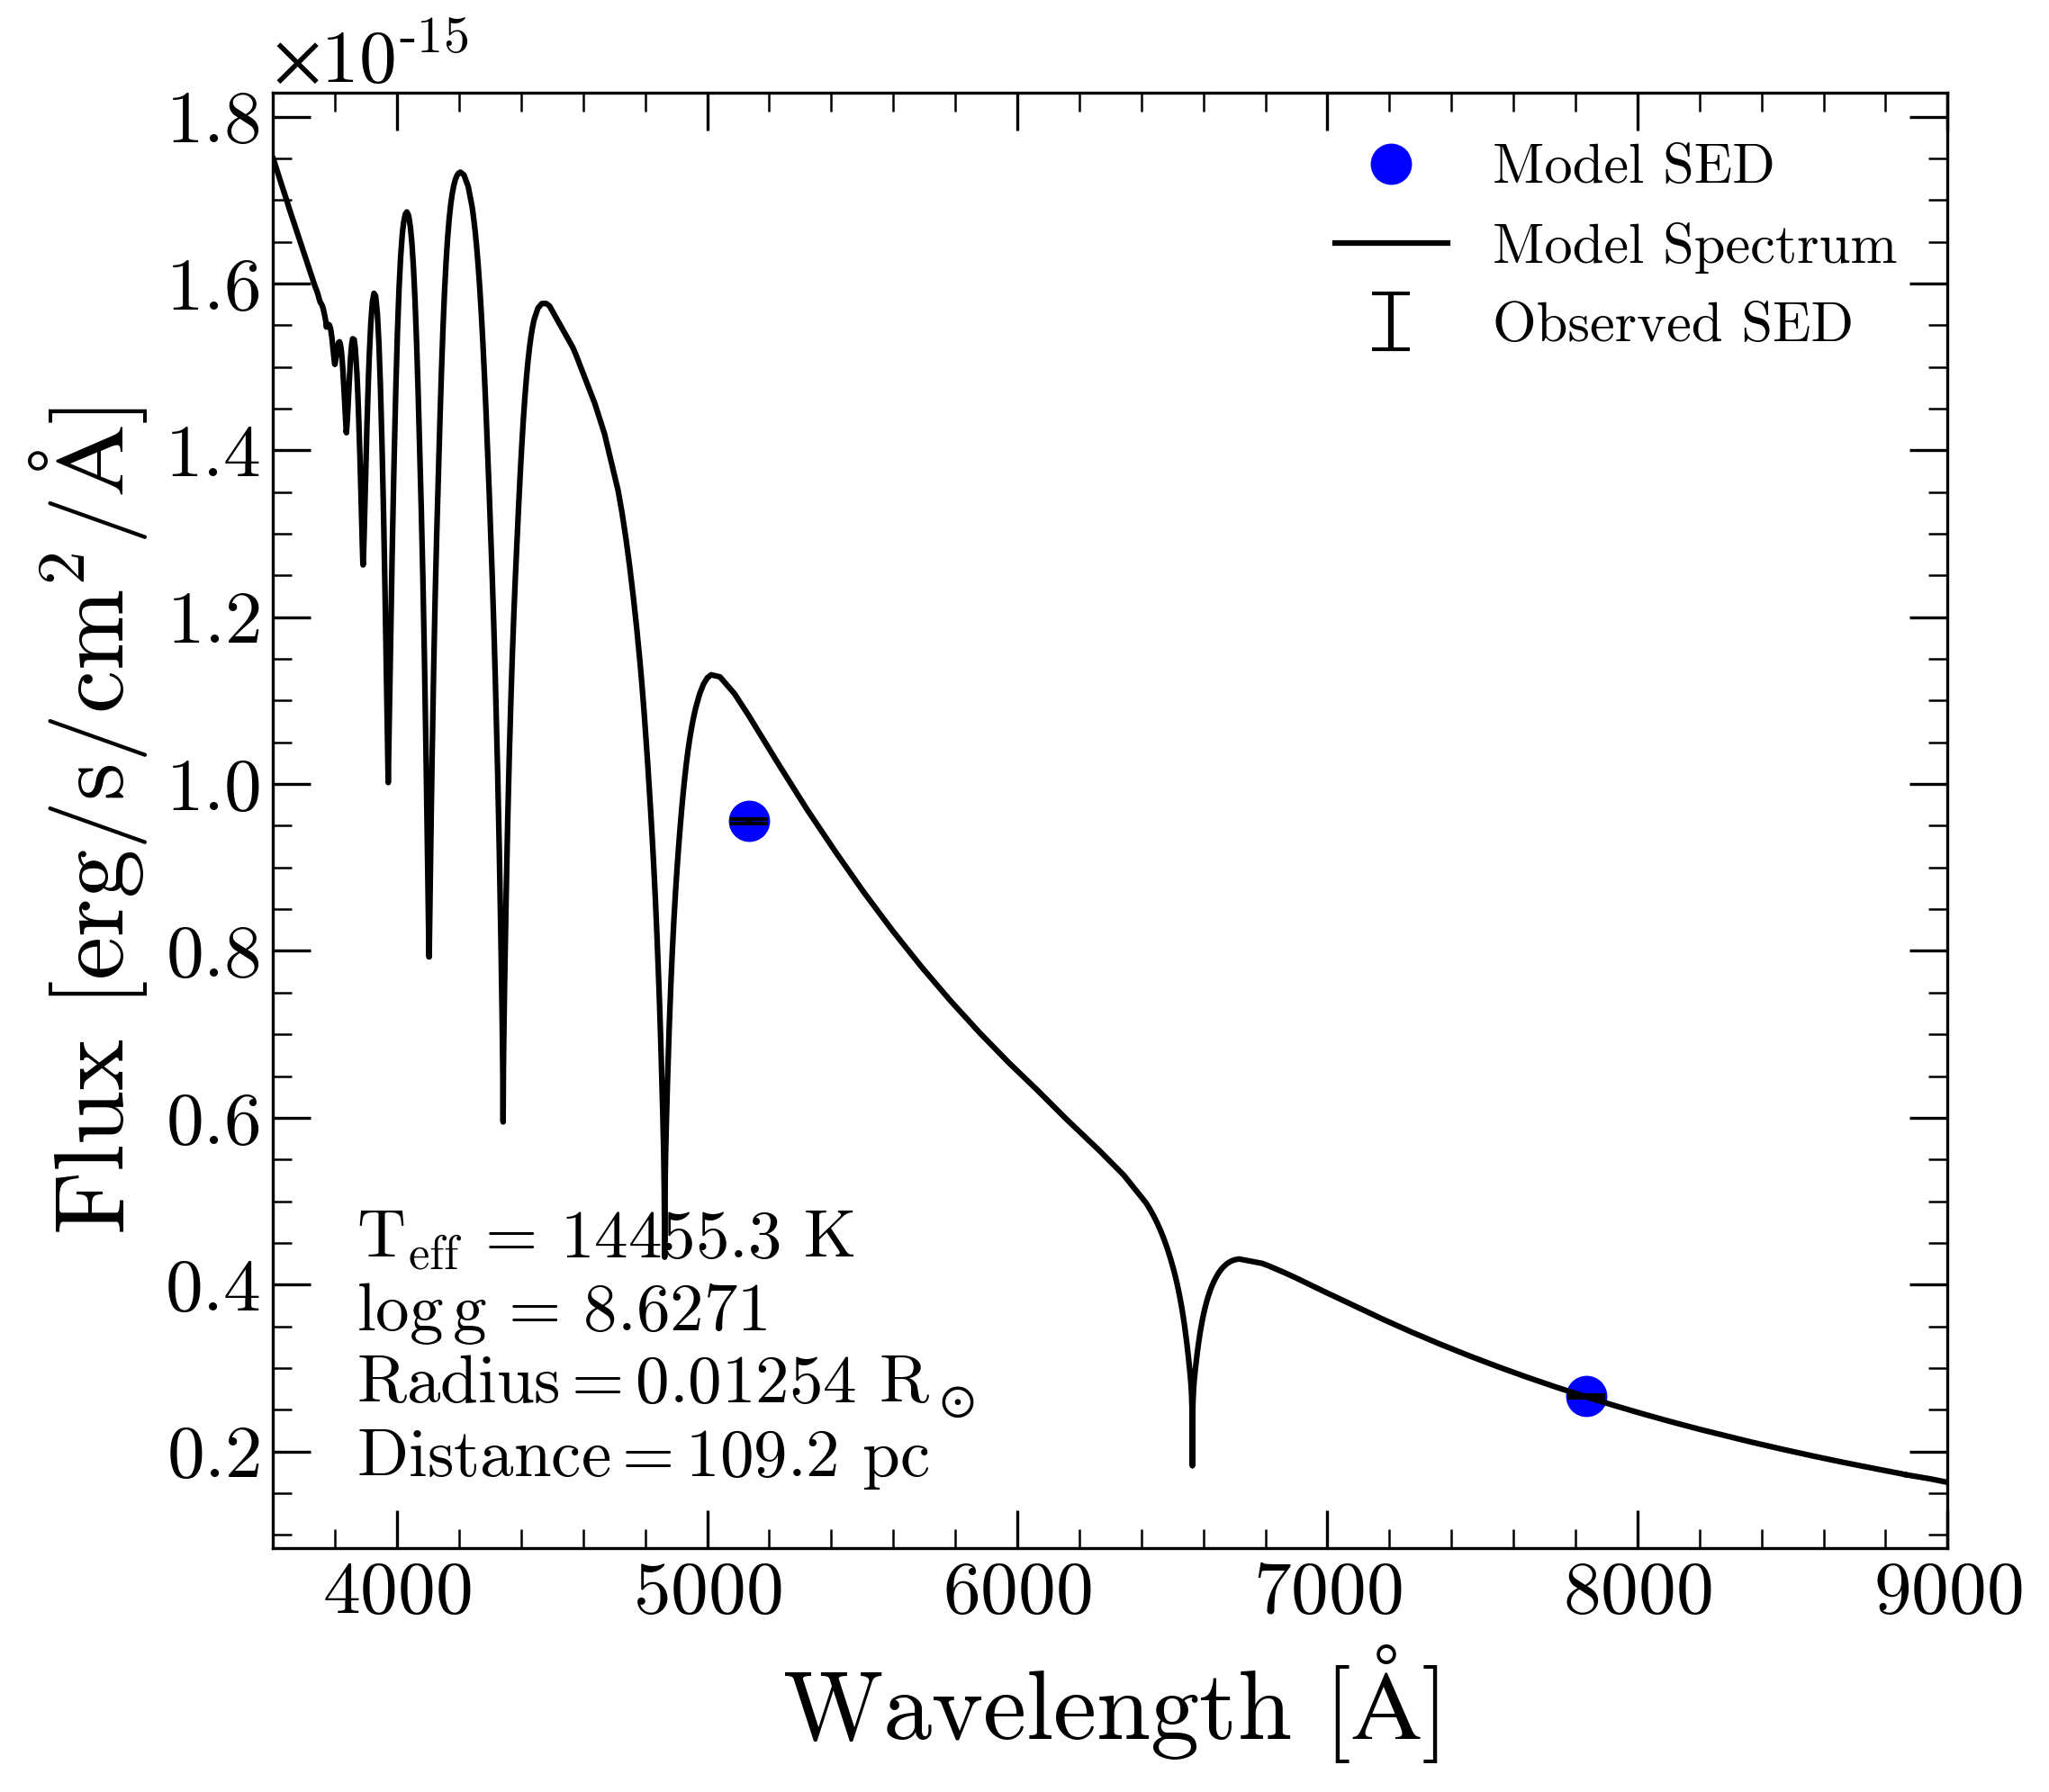 ×10-15
1.8
1.6
1.4
1.2
1.0
0.8
0.6
0.4
0.2
Flux [erg/s/cm2/Å]
Model SED
Model Spectrum
Observed SED
Teff = 14455.3 K
log g = 8.6271
Radius = 0.01254 R⊙
Distance = 109.2 pc
4000 5000 6000 7000 8000 9000
Wavelength [Å]